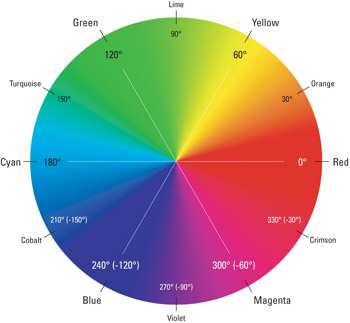 Lime
Green
Yellow
90°
120°
60°
Turquoise
Orange
150°
30°
Cyan
180°
0°
Red
210° (-150°)
330° (-30°)
Cobalt
Crimson
240° (-120°)
300° (-60°)
270° (-90°)
Blue
Magenta
Violet